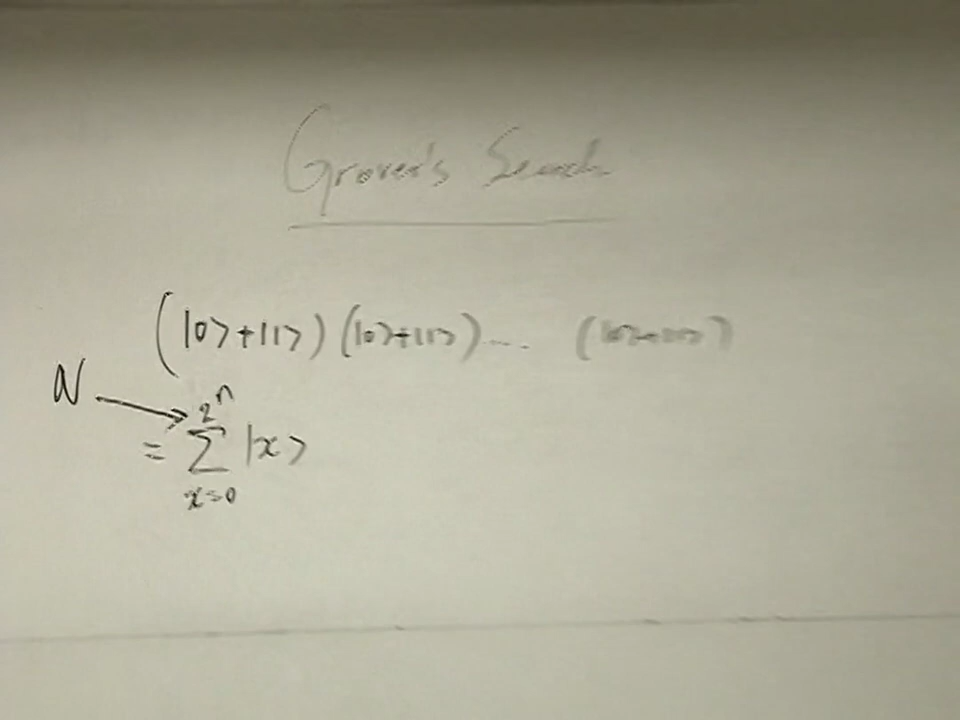 Grover's Search
(|0>+|1>)(|0>+|1>).... (|0>+|1>)
N
= 2^n ∑ x=0 |x>